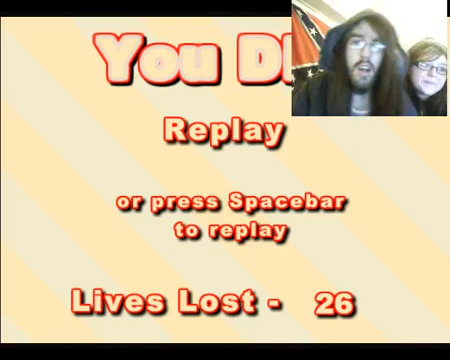 You D
Replay
or press Spacebar
to replay
Lives Lost - 26